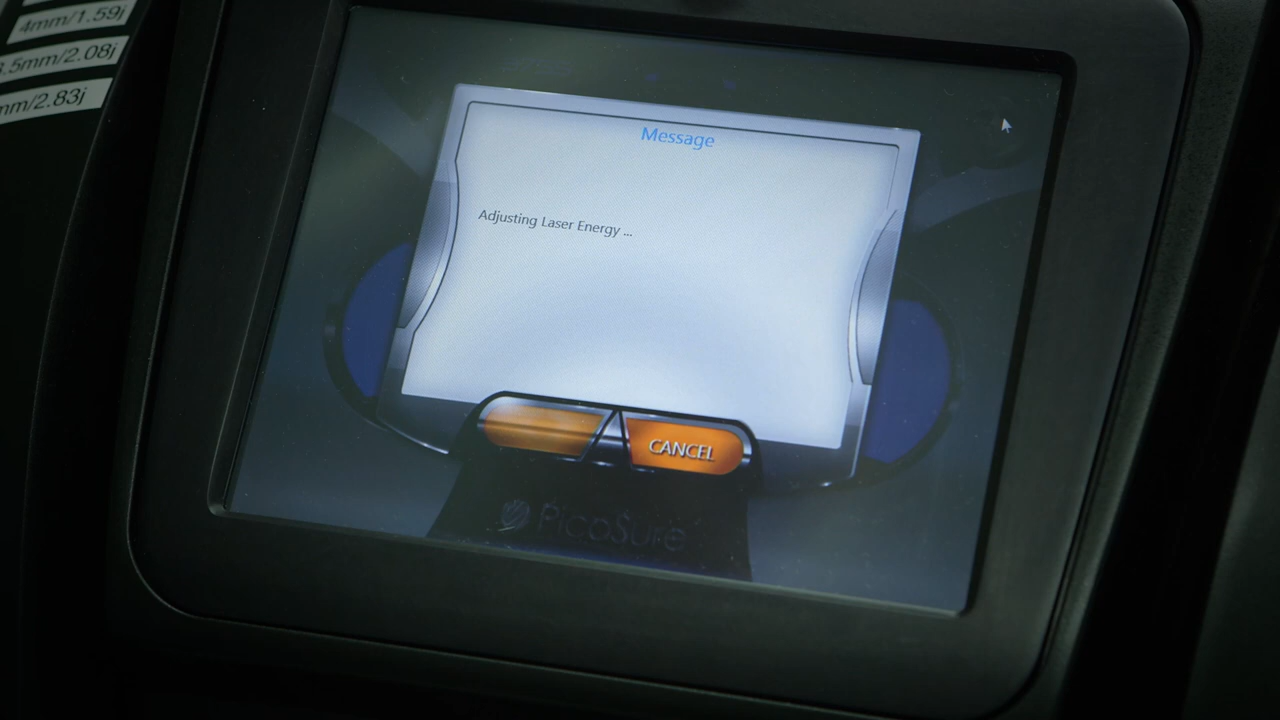 4mm/1.59j
3.5mm/2.08j
mm/2.83j
Message
Adjusting Laser Energy ...
CANCEL
PicoSure